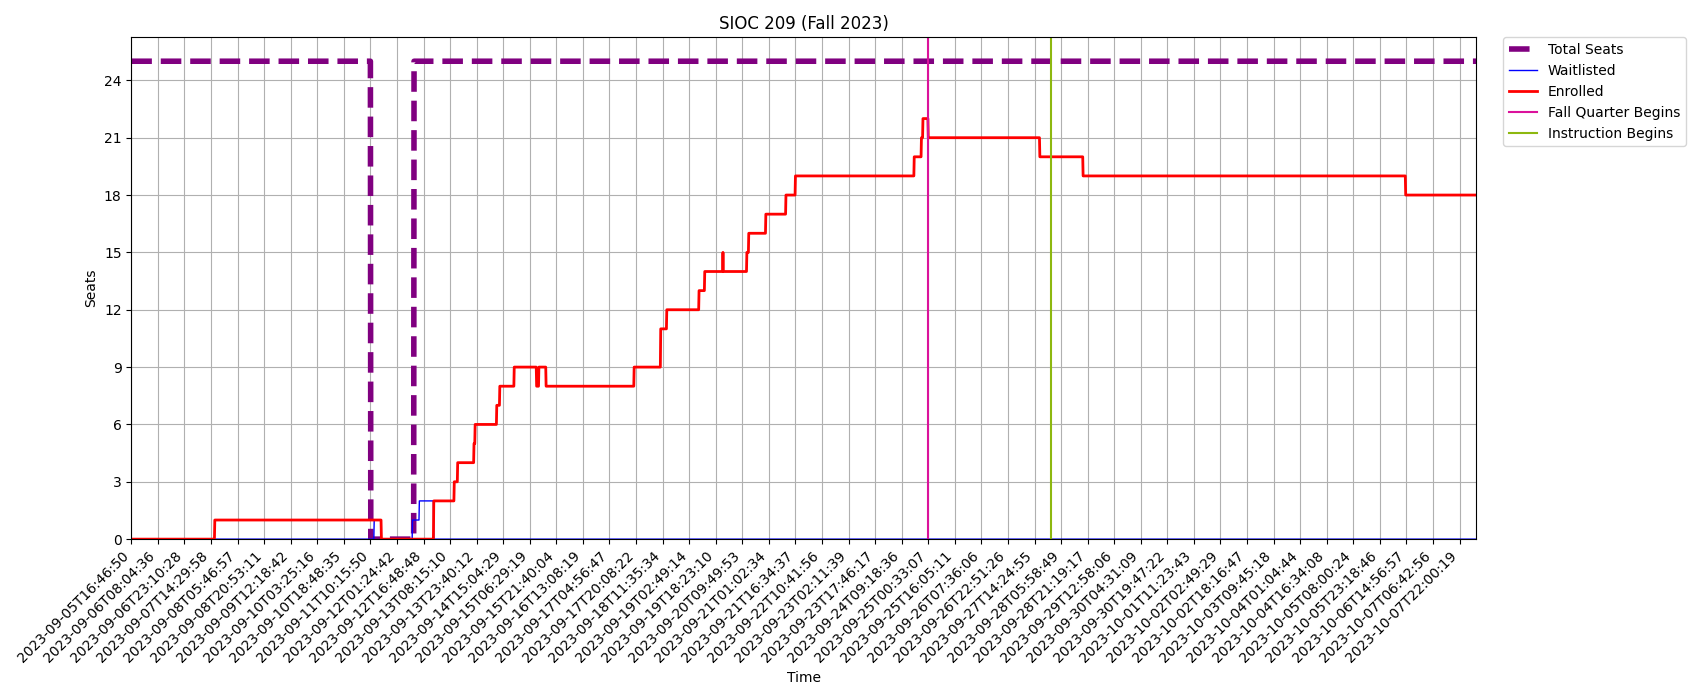 SIOC 209 (Fall 2023)
Total Seats
Waitlisted
Enrolled
Fall Quarter Begins
Instruction Begins
Seats
24
21
18
15
12
9
6
3
0
2023-09-05T16:46:50
2023-09-06T08:04:36
2023-09-06T23:10:28
2023-09-07T14:29:58
2023-09-08T05:46:57
2023-09-08T20:53:11
2023-09-09T12:18:42
2023-09-10T03:25:16
2023-09-10T18:48:35
2023-09-11T10:15:50
2023-09-12T01:24:42
2023-09-12T16:48:48
2023-09-13T08:15:10
2023-09-13T23:40:12
2023-09-14T15:04:29
2023-09-15T06:29:19
2023-09-15T21:40:04
2023-09-16T13:08:19
2023-09-17T04:56:47
2023-09-17T20:08:22
2023-09-18T11:35:34
2023-09-19T02:49:14
2023-09-19T18:23:10
2023-09-20T09:49:53
2023-09-21T01:02:34
2023-09-21T16:34:37
2023-09-22T10:41:56
2023-09-23T02:11:39
2023-09-23T17:46:17
2023-09-24T09:18:36
2023-09-25T00:33:07
2023-09-25T16:05:11
2023-09-26T07:36:06
2023-09-26T22:51:26
2023-09-27T14:24:55
2023-09-28T05:58:49
2023-09-28T21:19:17
2023-09-29T12:58:06
2023-09-30T04:31:09
2023-09-30T19:47:22
2023-10-01T11:23:43
2023-10-02T02:49:29
2023-10-02T18:16:47
2023-10-03T09:45:18
2023-10-04T01:04:44
2023-10-04T16:34:08
2023-10-05T08:00:24
2023-10-05T23:18:46
2023-10-06T14:56:57
2023-10-07T06:42:56
2023-10-07T22:00:19
Time